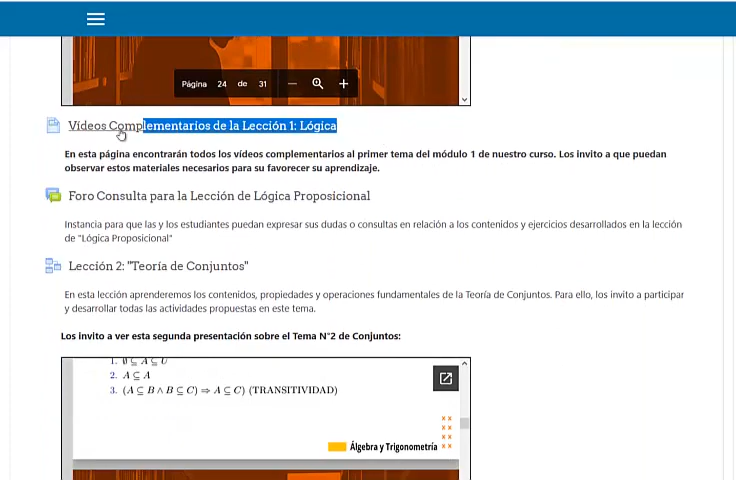 Página 24 de 31
Vídeos Complementarios de la Lección 1: Lógica
En esta página encontrarán todos los vídeos complementarios al primer tema del módulo 1 de nuestro curso. Los invito a que puedan
observar estos materiales necesarios para su favorecer su aprendizaje.
Foro Consulta para la Lección de Lógica Proposicional
Instancia para que las y los estudiantes puedan expresar sus dudas o consultas en relación a los contenidos y ejercicios desarrollados en la lección
de "Lógica Proposicional"
Lección 2: "Teoría de Conjuntos"
En esta lección aprenderemos los contenidos, propiedades y operaciones fundamentales de la Teoría de Conjuntos. Para ello, los invito a participar
y desarrollar todas las actividades propuestas en este tema.
Los invito a ver esta segunda presentación sobre el Tema N°2 de Conjuntos:
1. ∅ ⊆ A ⊆ U
2. A ⊆ A
3. (A ⊆ B ∧ B ⊆ C) ⇒ A ⊆ C) (TRANSITIVIDAD)
Álgebra y Trigonometría